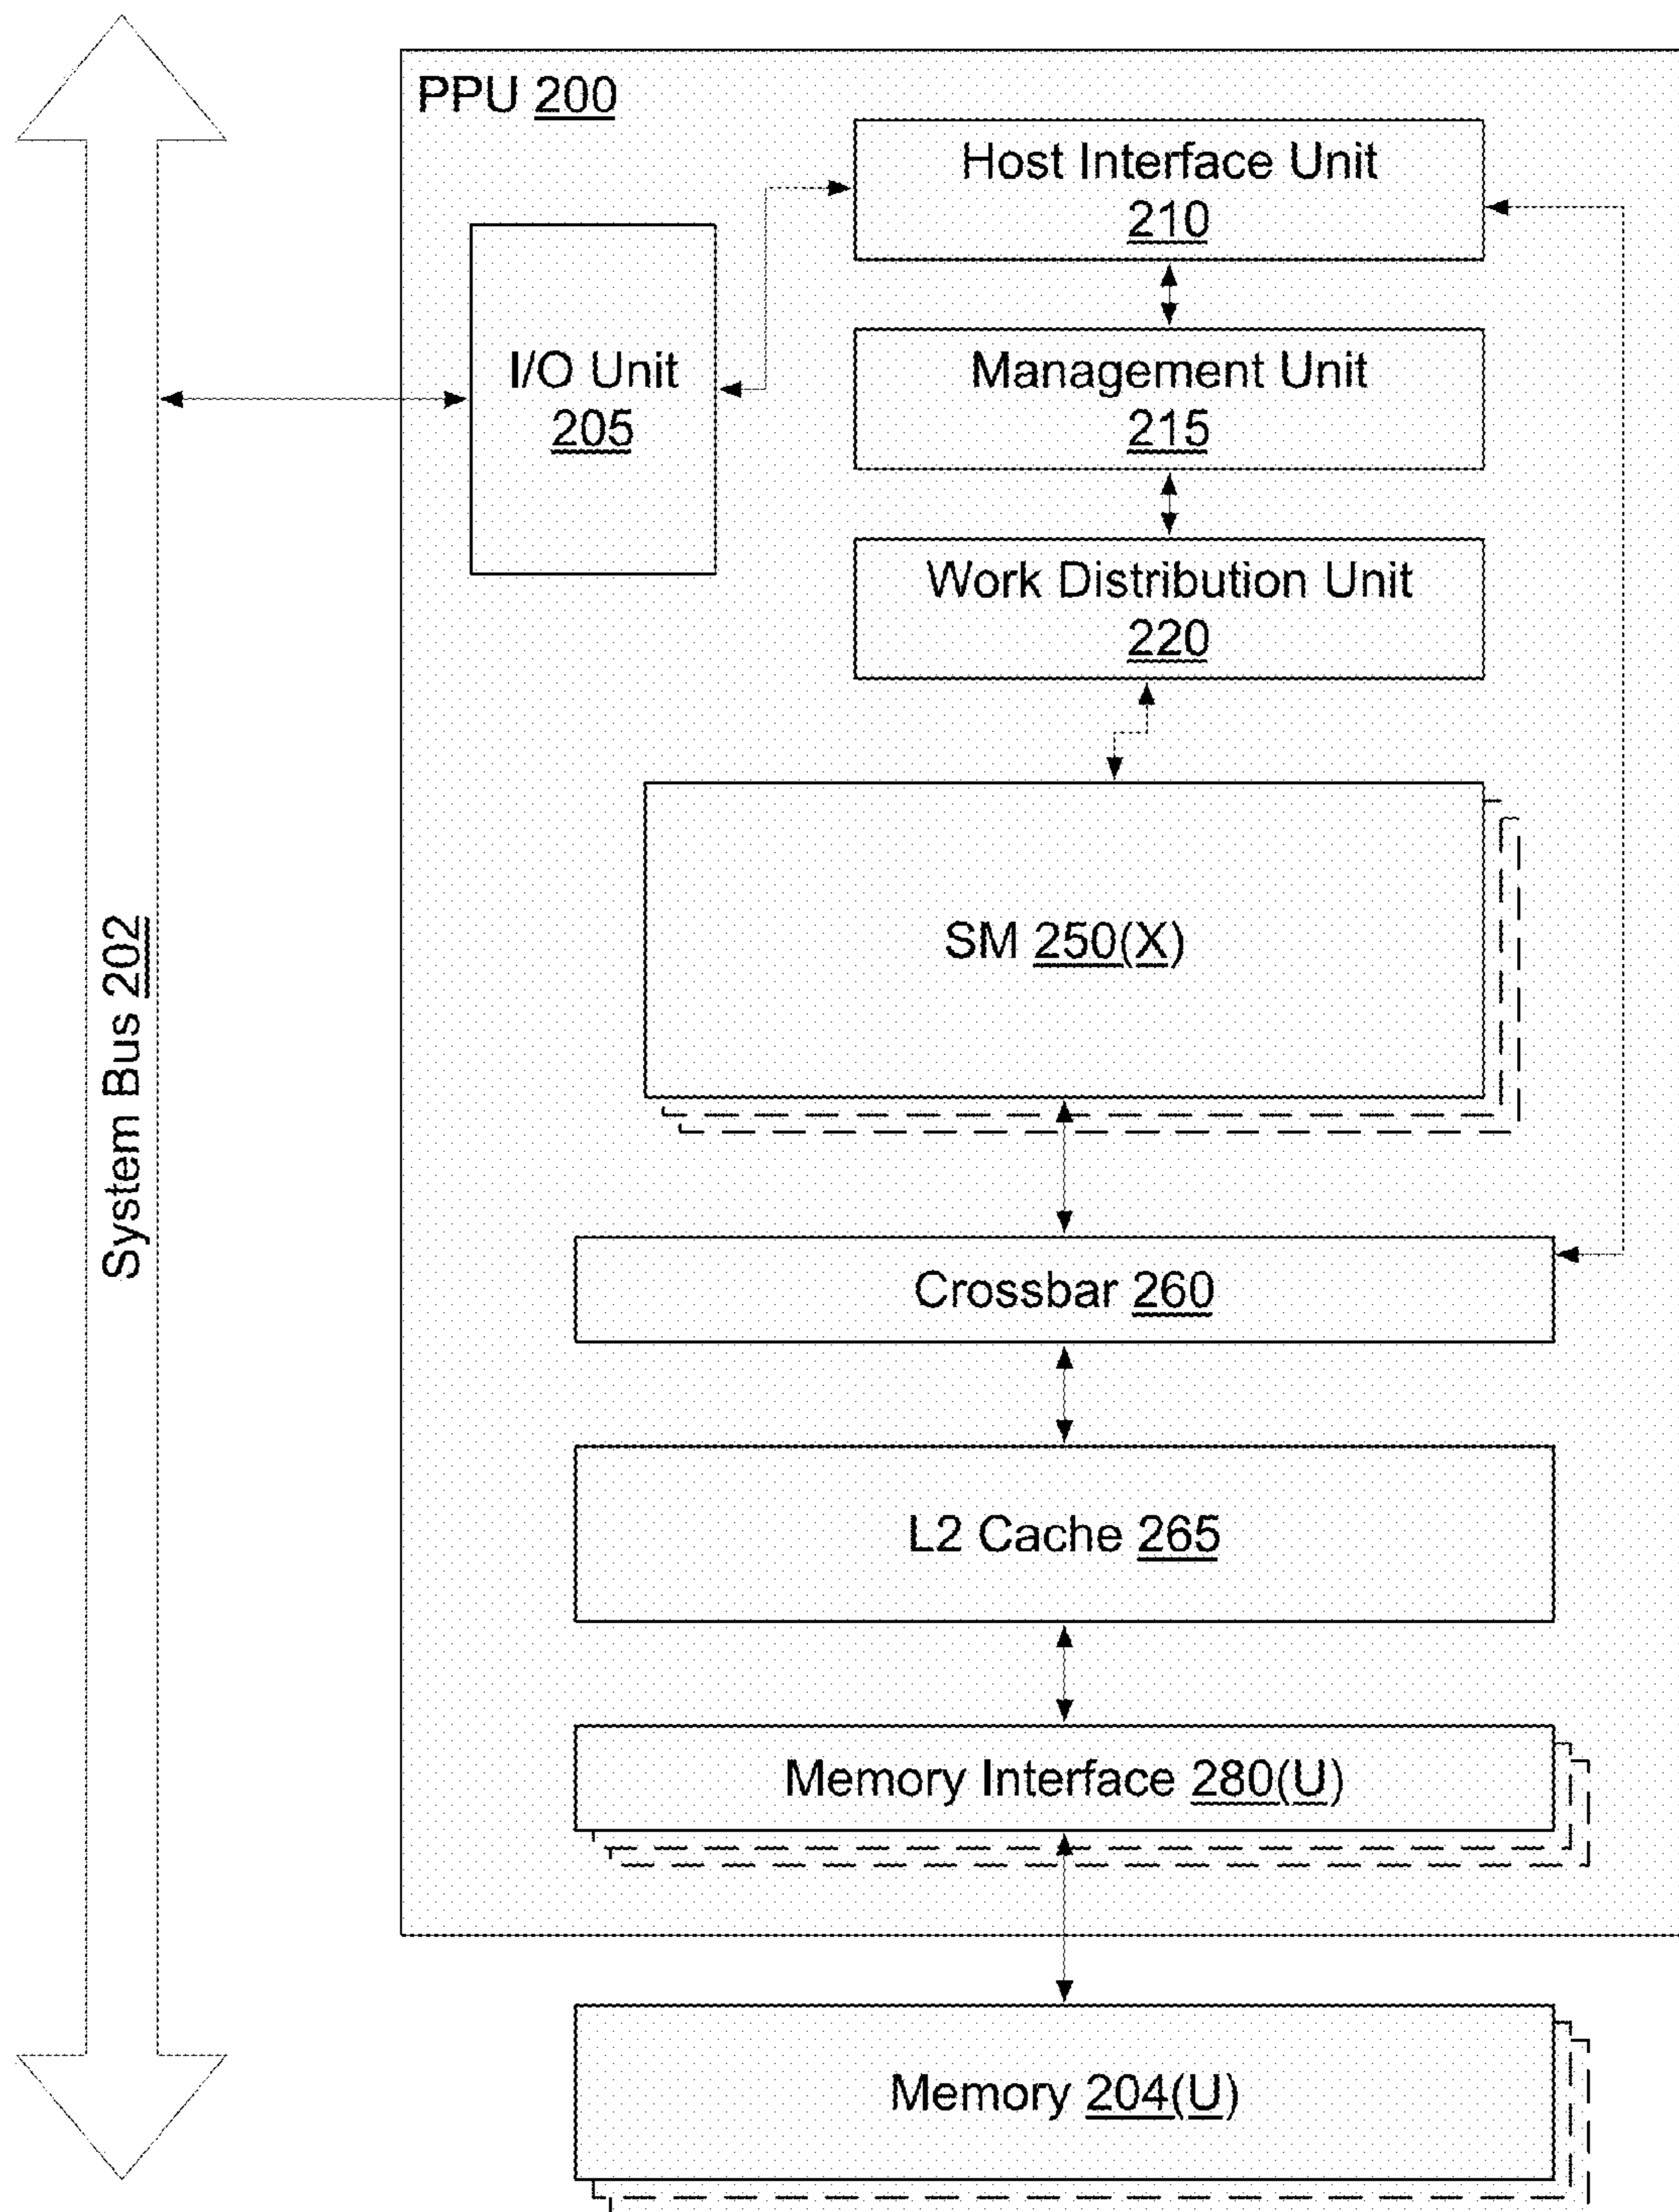 PPU 200
Host Interface Unit
210
I/O Unit
205
Management Unit
215
Work Distribution Unit
220
SM 250(X)
System Bus 202
Crossbar 260
L2 Cache 265
Memory Interface 280(U)
Memory 204(U)